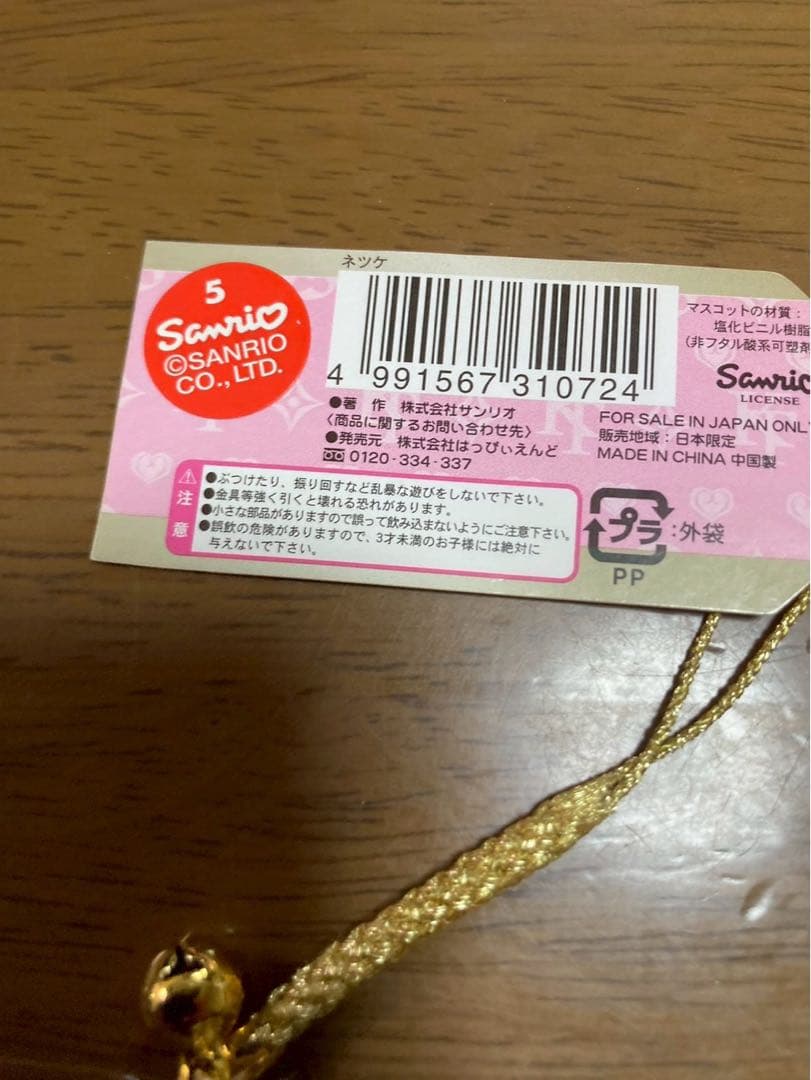 ネツケ
5
Sanrio
©SANRIO
CO., LTD.
4 991567 310724
●著 作 株式会社サンリオ
〈商品に関するお問い合わせ先〉
●発売元 株式会社はっぴぃえんど
0120-334-337
マスコットの材質：
塩化ビニル樹脂
（非フタル酸系可塑剤
Sanrio
LICENSE
FOR SALE IN JAPAN ONLY
販売地域：日本限定
MADE IN CHINA 中国製
注意
●ぶつけたり、振り回すなど乱暴な遊びをしないで下さい。
●金具等強く引くと壊れる恐れがあります。
●小さな部品がありますので誤って飲み込まないようにご注意下さい。
●誤飲の危険がありますので、3才未満のお子様には絶対に
与えないで下さい。
プラ：外袋
PP